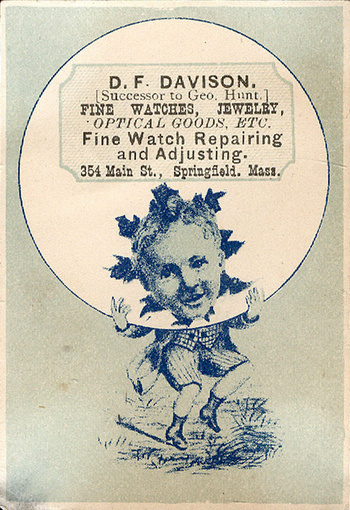 D. F. DAVISON,
[Successor to Geo. Hunt.]
FINE WATCHES, JEWELRY,
OPTICAL GOODS, ETC.
Fine Watch Repairing
and Adjusting.
354 Main St., Springfield, Mass.